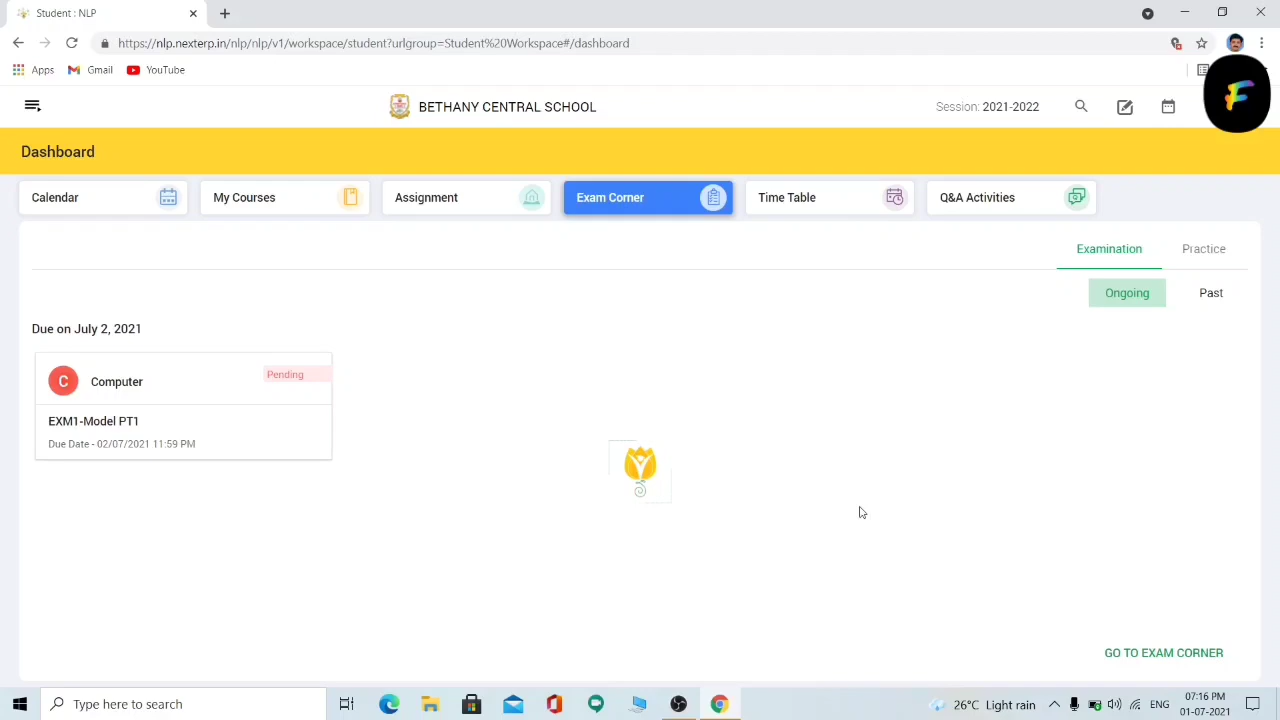 Student : NLP
https://nlp.nexterp.in/nlp/nlp/v1/workspace/student?urlgroup=Student%20Workspace#/dashboard
Apps Gmail YouTube
BETHANY CENTRAL SCHOOL Session: 2021-2022
F
Dashboard
Calendar My Courses Assignment Exam Corner Time Table Q&A Activities
Examination Practice
Ongoing Past
Due on July 2, 2021
C Computer Pending
EXM1-Model PT1
Due Date - 02/07/2021 11:59 PM
GO TO EXAM CORNER
Type here to search 26°C Light rain ENG 07:16 PM
01-07-2021